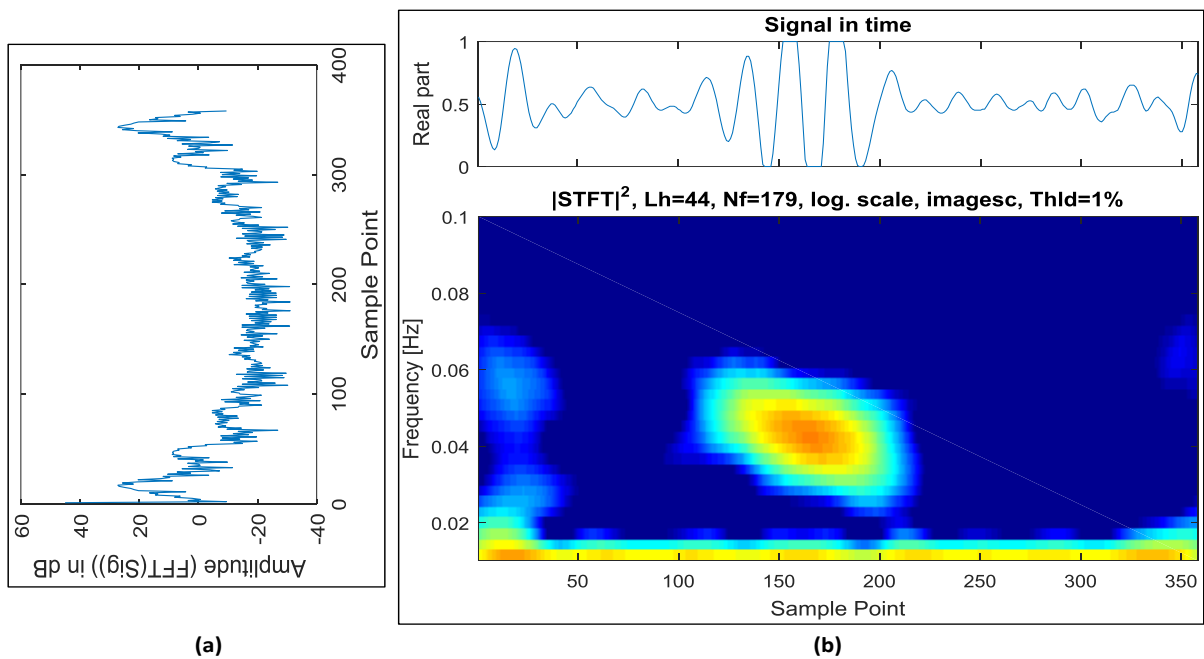 400
300
200
100
0
Sample Point
60
40
20
0
-20
-40
Amplitude (FFT(Sig)) in dB
(a)
Signal in time
Real part
1
0.5
0
|STFT|², Lh=44, Nf=179, log. scale, imagesc, Thld=1%
Frequency [Hz]
0.1
0.08
0.06
0.04
0.02
50 100 150 200 250 300 350
Sample Point
(b)